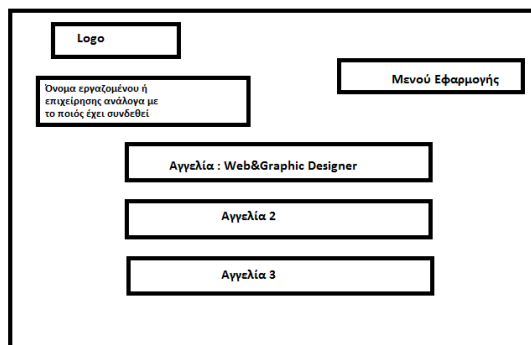 Logo
Μενού Εφαρμογής
Όνομα εργαζομένου ή
επιχείρησης ανάλογα με
το ποιός έχει συνδεθεί
Αγγελία : Web&Graphic Designer
Αγγελία 2
Αγγελία 3